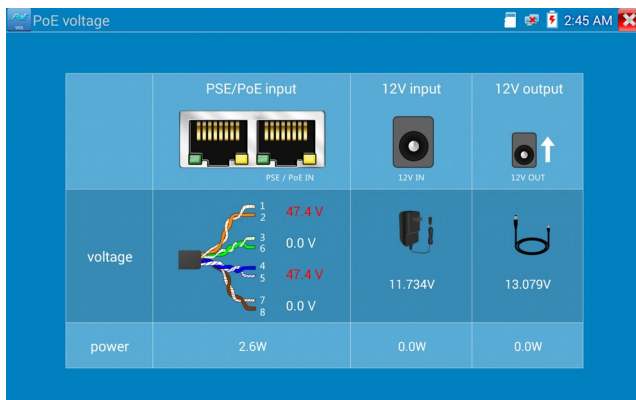 PoE voltage
2:45 AM
VOL
PSE/PoE input
12V input
12V output
PSE / PoE IN
12V IN
12V OUT
voltage
1
2
47.4 V
3
6
0.0 V
4
5
47.4 V
7
8
0.0 V
11.734V
13.079V
power
2.6W
0.0W
0.0W